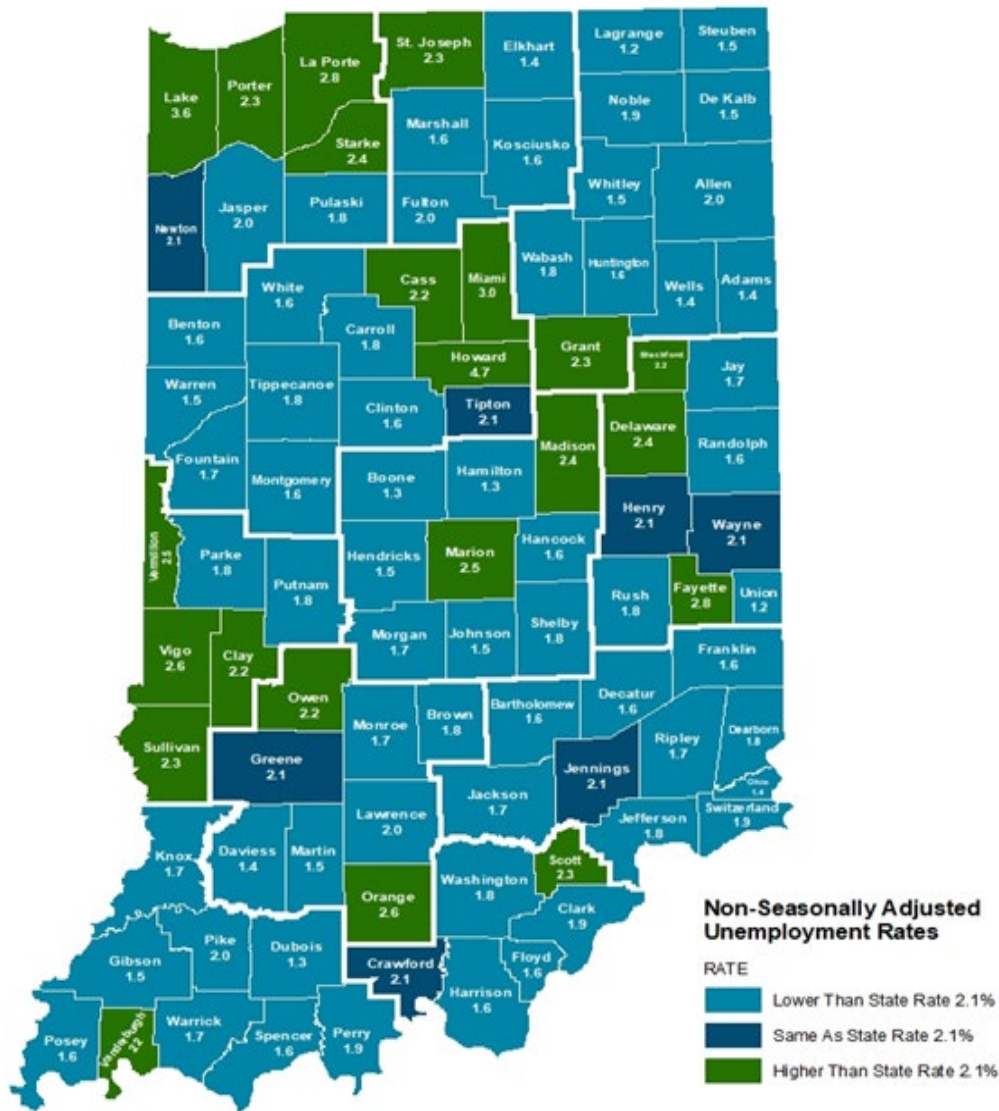 St. Joseph
2.3
Elkhart
1.4
Lagrange
1.2
Steuben
1.5
La Porte
2.8
Porter
2.3
Lake
3.6
Noble
1.9
De Kalb
1.5
Marshall
1.6
Starke
2.4
Kosciusko
1.6
Whitley
1.5
Allen
2.0
Newton
2.1
Jasper
2.0
Pulaski
1.8
Fulton
2.0
Wabash
1.8
Huntington
1.6
Wells
1.4
Adams
1.4
White
1.6
Cass
2.2
Miami
3.0
Benton
1.6
Carroll
1.8
Howard
4.7
Grant
2.3
Blackford
2.2
Jay
1.7
Warren
1.5
Tippecanoe
1.8
Clinton
1.6
Tipton
2.1
Madison
2.4
Delaware
2.4
Randolph
1.6
Fountain
1.7
Montgomery
1.6
Boone
1.3
Hamilton
1.3
Henry
2.1
Wayne
2.1
Vermillion
2.5
Parke
1.8
Putnam
1.8
Hendricks
1.5
Marion
2.5
Hancock
1.6
Rush
1.8
Fayette
2.8
Union
1.2
Vigo
2.6
Clay
2.2
Morgan
1.7
Johnson
1.5
Shelby
1.8
Franklin
1.6
Owen
2.2
Monroe
1.7
Brown
1.8
Bartholomew
1.6
Decatur
1.6
Ripley
1.7
Dearborn
1.8
Sullivan
2.3
Greene
2.1
Jennings
2.1
Ohio
1.4
Jackson
1.7
Switzerland
1.9
Jefferson
1.8
Lawrence
2.0
Knox
1.7
Daviess
1.4
Martin
1.5
Scott
2.3
Washington
1.8
Orange
2.6
Clark
1.9
Pike
2.0
Dubois
1.3
Gibson
1.5
Crawford
2.1
Floyd
1.6
Harrison
1.6
Posey
1.6
Vanderburgh
2.2
Warrick
1.7
Spencer
1.6
Perry
1.9
Non-Seasonally Adjusted
Unemployment Rates
RATE
Lower Than State Rate 2.1%
Same As State Rate 2.1%
Higher Than State Rate 2.1%